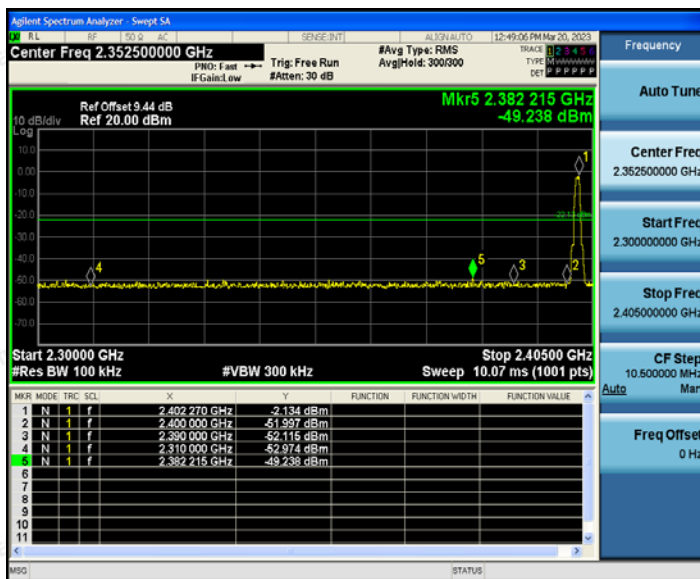 Agilent Spectrum Analyzer - Swept SA
RL RF 50 Ω AC SENSE:INT ALIGN AUTO 12:49:06 PM Mar 20, 2023
Center Freq 2.352500000 GHz
PNO: Fast
IFGain:Low
Trig: Free Run
#Atten: 30 dB
#Avg Type: RMS
Avg|Hold: 300/300
TRACE 1 2 3 4 5 6
TYPE MWWWWW
DET P P P P P P
Ref Offset 9.44 dB
Ref 20.00 dBm
10 dB/div
Log
Mkr5 2.382 215 GHz
-49.238 dBm
10.0
0.00
-10.0
-20.0
-30.0
-40.0
-50.0
-60.0
-70.0
1
4
5
3
2
Start 2.30000 GHz
Stop 2.40500 GHz
#Res BW 100 kHz
#VBW 300 kHz
Sweep 10.07 ms (1001 pts)
MKR MODE TRC SCL X Y FUNCTION FUNCTION WIDTH FUNCTION VALUE
1 N 1 f 2.402 270 GHz -2.134 dBm
2 N 1 f 2.400 000 GHz -51.997 dBm
3 N 1 f 2.390 000 GHz -52.115 dBm
4 N 1 f 2.310 000 GHz -52.974 dBm
5 N 1 f 2.382 215 GHz -49.238 dBm
6
7
8
9
10
11
MSG
STATUS
Frequency
Auto Tune
Center Freq
2.352500000 GHz
Start Freq
2.300000000 GHz
Stop Freq
2.405000000 GHz
CF Step
10.500000 MHz
Auto Man
Freq Offset
0 Hz